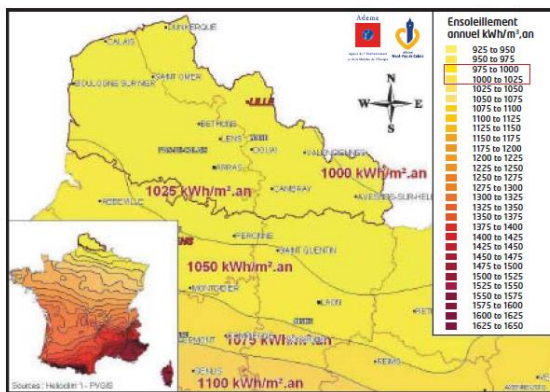 DUNKERQUE
CALAIS
SAINT OMER
BOULOGNE SUR MER
LILLE
BETHUNE
LENS
DOUAI
VALENCIENNES
ARRAS
CAMBRAI
1000 kWh/m².an
1025 kWh/m².an
ABBEVILLE
PERONNE
SAINT QUENTIN
1050 kWh/m².an
MONTDIDIER
LAON
1075 kWh/m².an
REIMS
SENLIS
1100 kWh/m².an
Ademe
N
W
E
S
Sources : Helioclim 1 - PVGIS
Ensoleillement
annuel kWh/m².an
925 to 950
950 to 975
975 to 1000
1000 to 1025
1025 to 1050
1050 to 1075
1075 to 1100
1100 to 1125
1125 to 1150
1150 to 1175
1175 to 1200
1200 to 1225
1225 to 1250
1250 to 1275
1275 to 1300
1300 to 1325
1325 to 1350
1350 to 1375
1375 to 1400
1400 to 1425
1425 to 1450
1450 to 1475
1475 to 1500
1500 to 1525
1525 to 1550
1550 to 1575
1575 to 1600
1600 to 1625
1625 to 1650